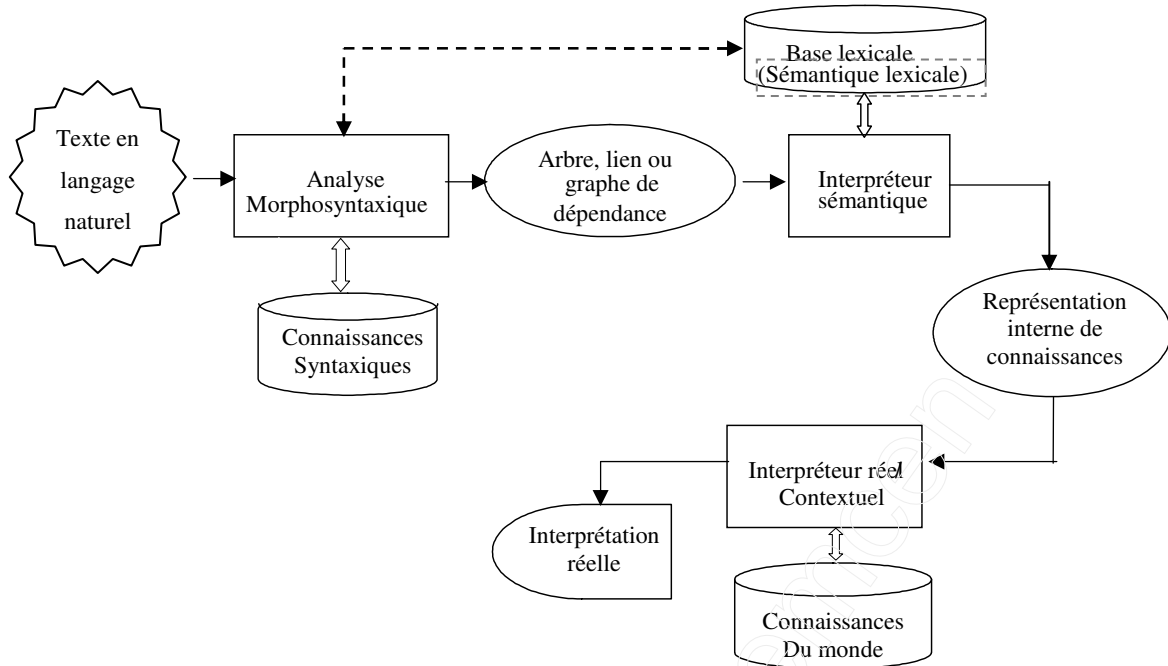 Base lexicale
(Sémantique lexicale)
Texte en
langage
naturel
Analyse
Morphosyntaxique
Arbre, lien ou
graphe de
dépendance
Interpréteur
sémantique
Connaissances
Syntaxiques
Représentation
interne de
connaissances
Interpréteur réel
Contextuel
Interprétation
réelle
Connaissances
Du monde
emcen